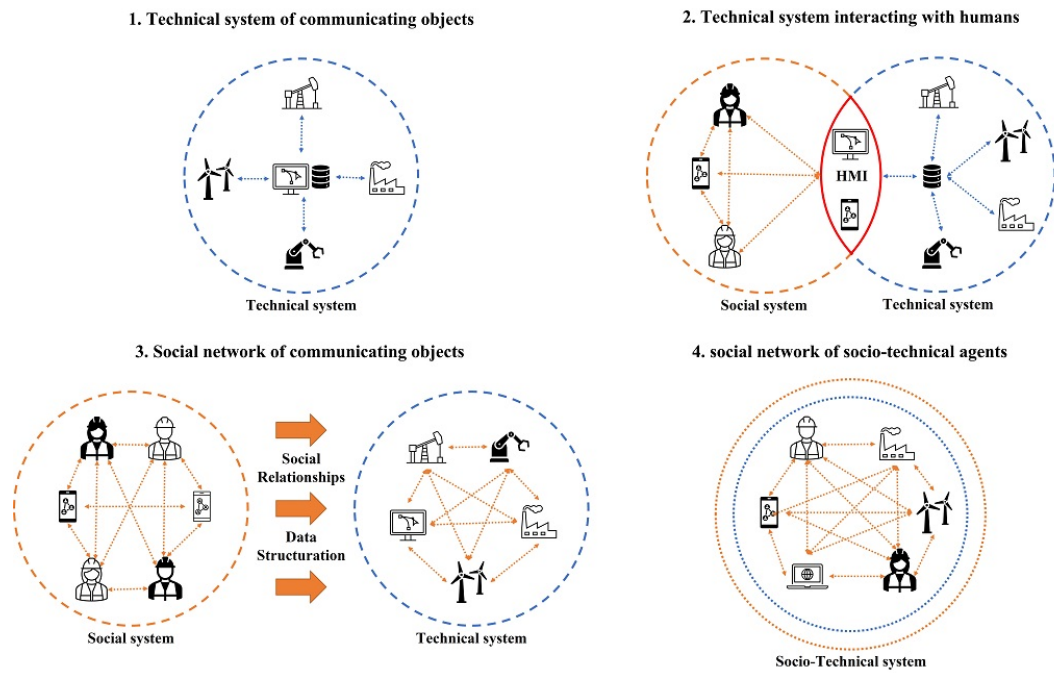 1. Technical system of communicating objects
Technical system
2. Technical system interacting with humans
HMI
Social system
Technical system
3. Social network of communicating objects
Social
Relationships
Data
Structuration
Social system
Technical system
4. social network of socio-technical agents
Socio-Technical system